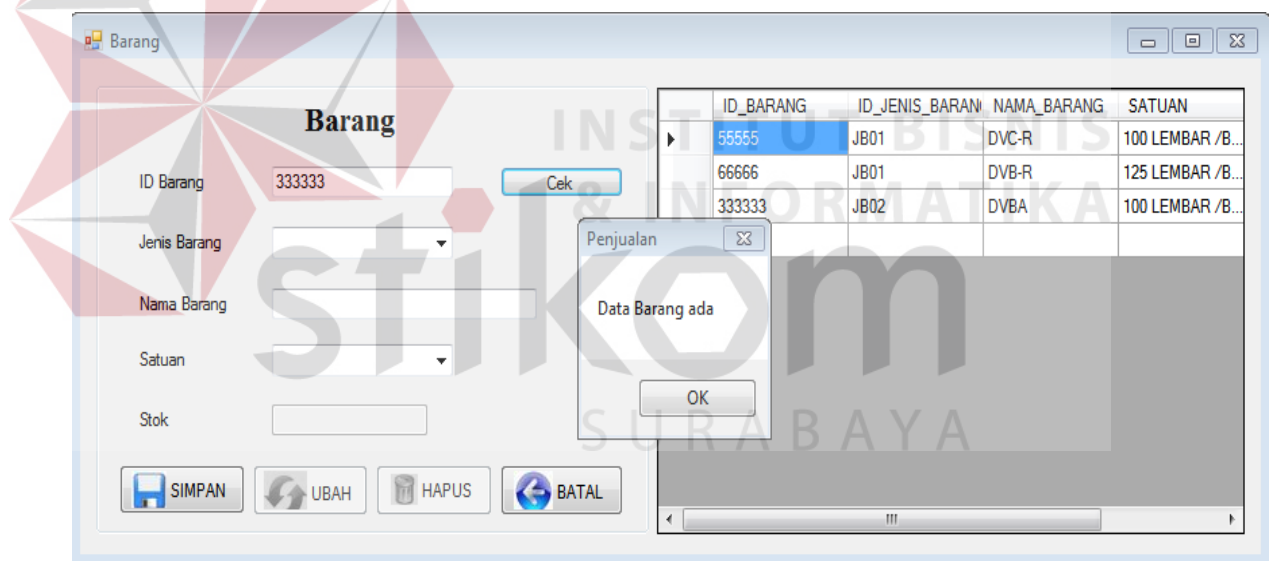 Barang
Barang
ID Barang 333333 Cek
Jenis Barang
Nama Barang
Satuan
Stok
SIMPAN UBAH HAPUS BATAL
ID_BARANG ID_JENIS_BARAN NAMA_BARANG SATUAN
55555 JB01 DVC-R 100 LEMBAR /B...
66666 JB01 DVB-R 125 LEMBAR /B...
333333 JB02 DVBA 100 LEMBAR /B...
Penjualan
Data Barang ada
OK
INSTITUT BISNIS
& INFORMATIKA
stikom
SURABAYA